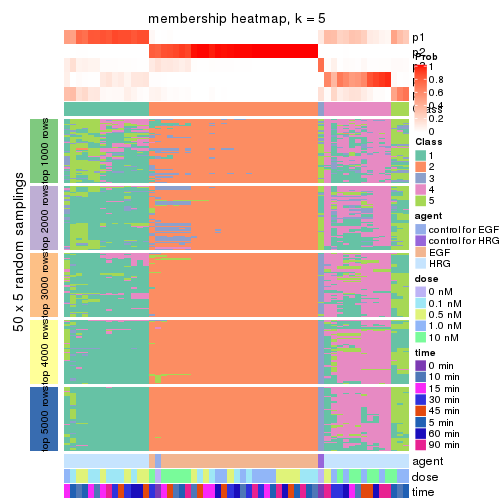 membership heatmap, k = 5
p1
p2
Prob
1
0.8
0.6
0.4
0.2
0
Class
1
2
3
4
5
agent
control for EGF
control for HRG
EGF
HRG
dose
0 nM
0.1 nM
0.5 nM
1.0 nM
10 nM
time
0 min
10 min
15 min
30 min
45 min
5 min
60 min
90 min
50 x 5 random samplings
top 1000 rows
top 2000 rows
top 3000 rows
top 4000 rows
top 5000 rows
agent
dose
time